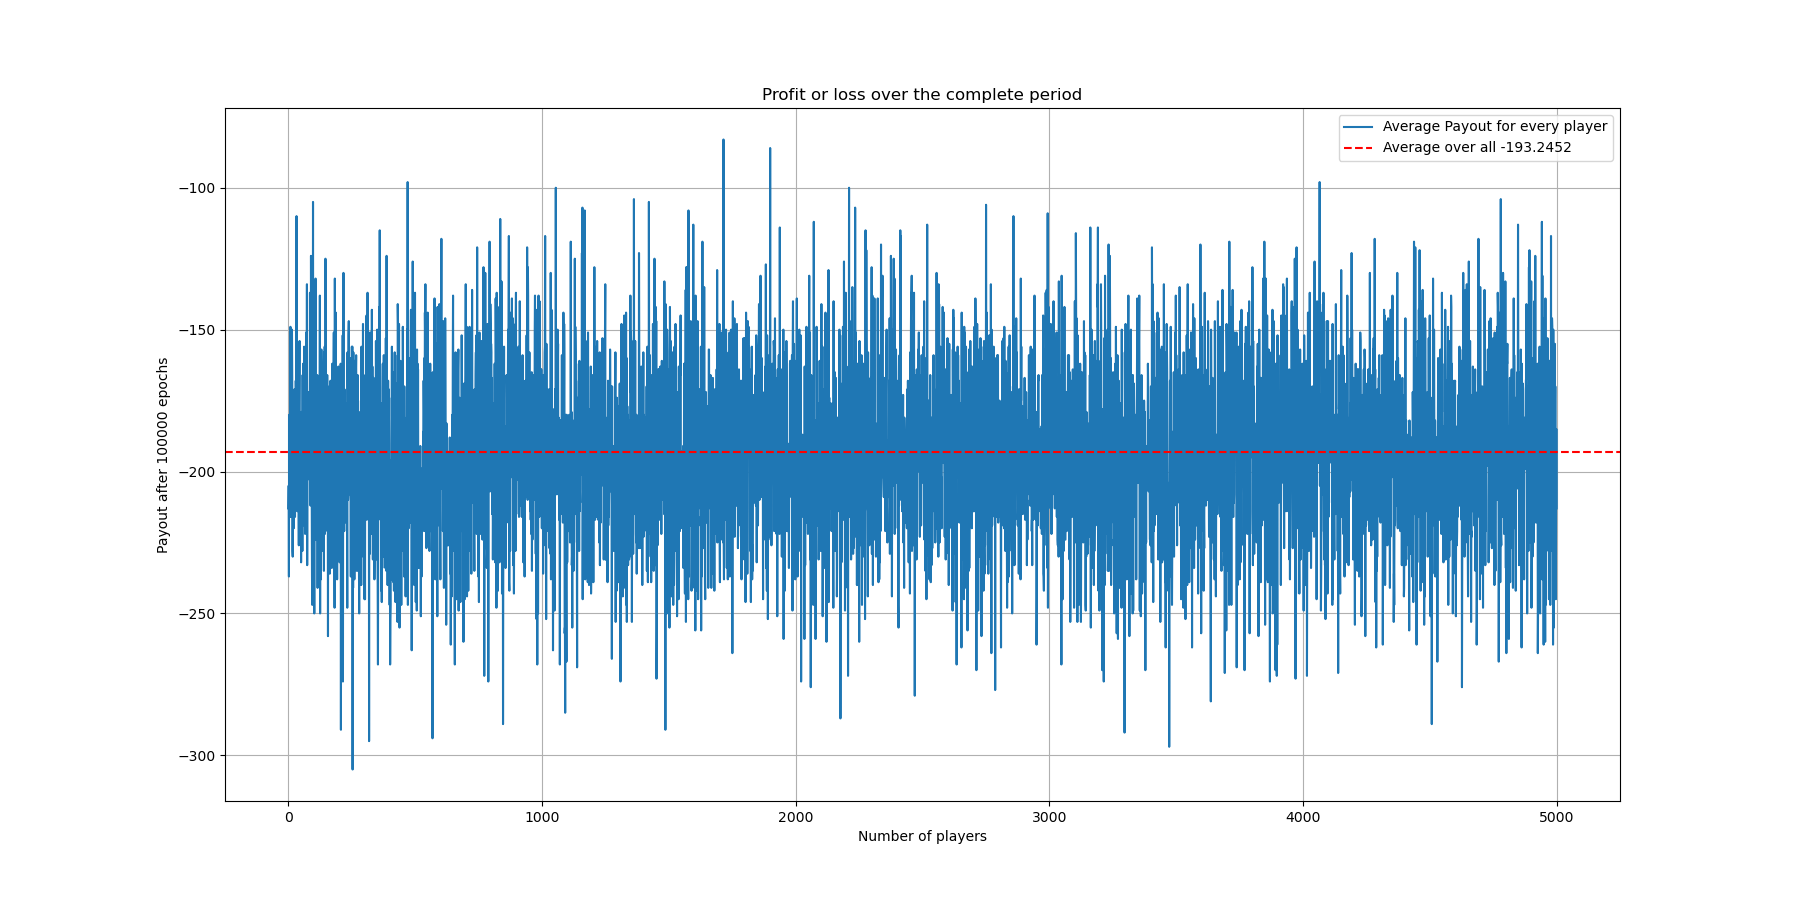 Profit or loss over the complete period
Average Payout for every player
Average over all -193.2452
−100
−150
−200
−250
−300
Payout after 100000 epochs
0
1000
2000
3000
4000
5000
Number of players